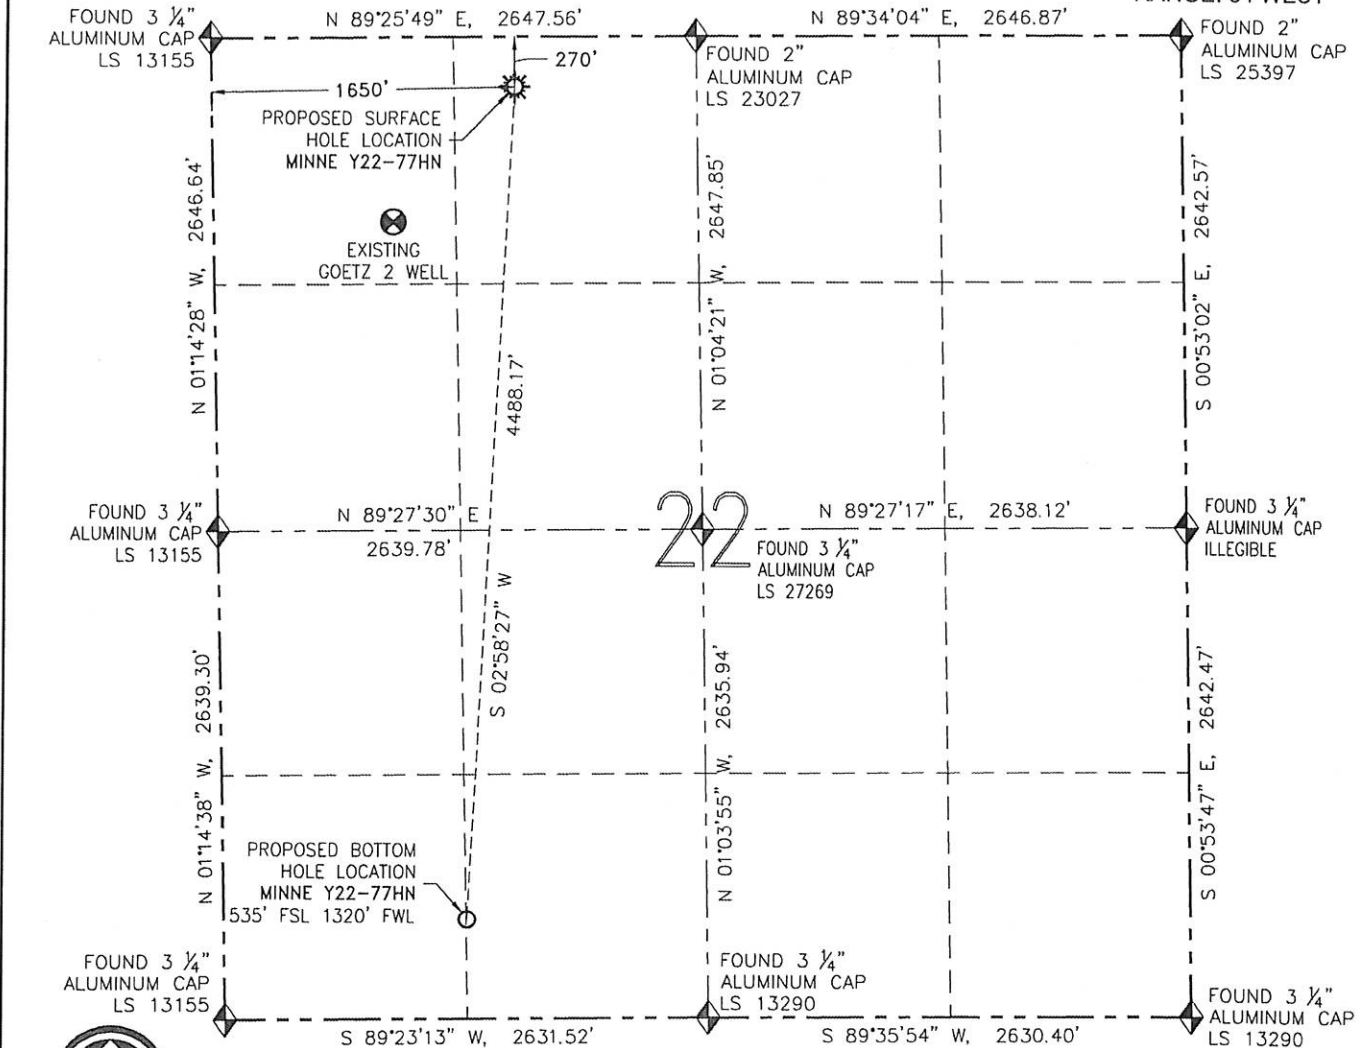 FOUND 3 ¼"
ALUMINUM CAP
LS 13155
N 89°25'49" E, 2647.56'
N 89°34'04" E, 2646.87'
FOUND 2"
ALUMINUM CAP
LS 25397
270'
FOUND 2"
ALUMINUM CAP
LS 23027
1650'
PROPOSED SURFACE
HOLE LOCATION
MINNE Y22-77HN
EXISTING
GOETZ 2 WELL
N 01°14'28" W, 2646.64'
4488.17'
S 02°58'27" W
N 01°04'21" W, 2647.85'
S 00°53'02" E, 2642.57'
FOUND 3 ¼"
ALUMINUM CAP
LS 13155
N 89°27'30" E
2639.78'
22
N 89°27'17" E, 2638.12'
FOUND 3 ¼"
ALUMINUM CAP
LS 27269
FOUND 3 ¼"
ALUMINUM CAP
ILLEGIBLE
N 01°14'38" W, 2639.30'
N 01°03'55" W, 2635.94'
S 00°53'47" E, 2642.47'
PROPOSED BOTTOM
HOLE LOCATION
MINNE Y22-77HN
535' FSL 1320' FWL
FOUND 3 ¼"
ALUMINUM CAP
LS 13155
S 89°23'13" W, 2631.52'
FOUND 3 ¼"
ALUMINUM CAP
LS 13290
S 89°35'54" W, 2630.40'
FOUND 3 ¼"
ALUMINUM CAP
LS 13290